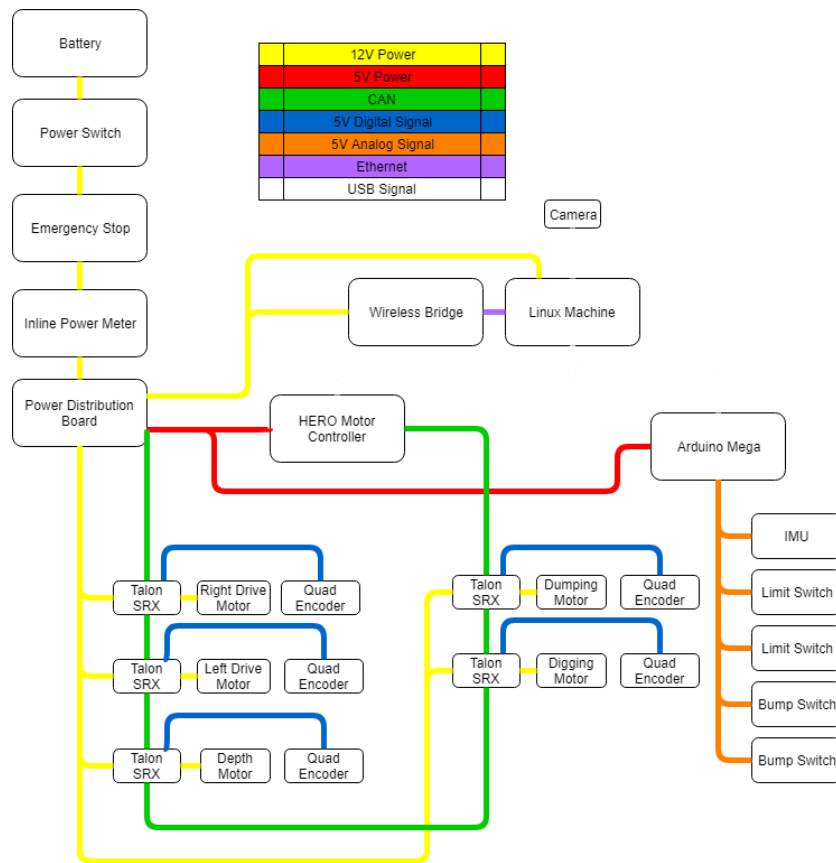 Battery
12V Power
5V Power
CAN
5V Digital Signal
5V Analog Signal
Ethernet
USB Signal
Power Switch
Emergency Stop
Camera
Inline Power Meter
Wireless Bridge
Linux Machine
Power Distribution
Board
HERO Motor
Controller
Arduino Mega
IMU
Limit Switch
Limit Switch
Bump Switch
Bump Switch
Talon
SRX
Right Drive
Motor
Quad
Encoder
Talon
SRX
Dumping
Motor
Quad
Encoder
Talon
SRX
Left Drive
Motor
Quad
Encoder
Talon
SRX
Digging
Motor
Quad
Encoder
Talon
SRX
Depth
Motor
Quad
Encoder